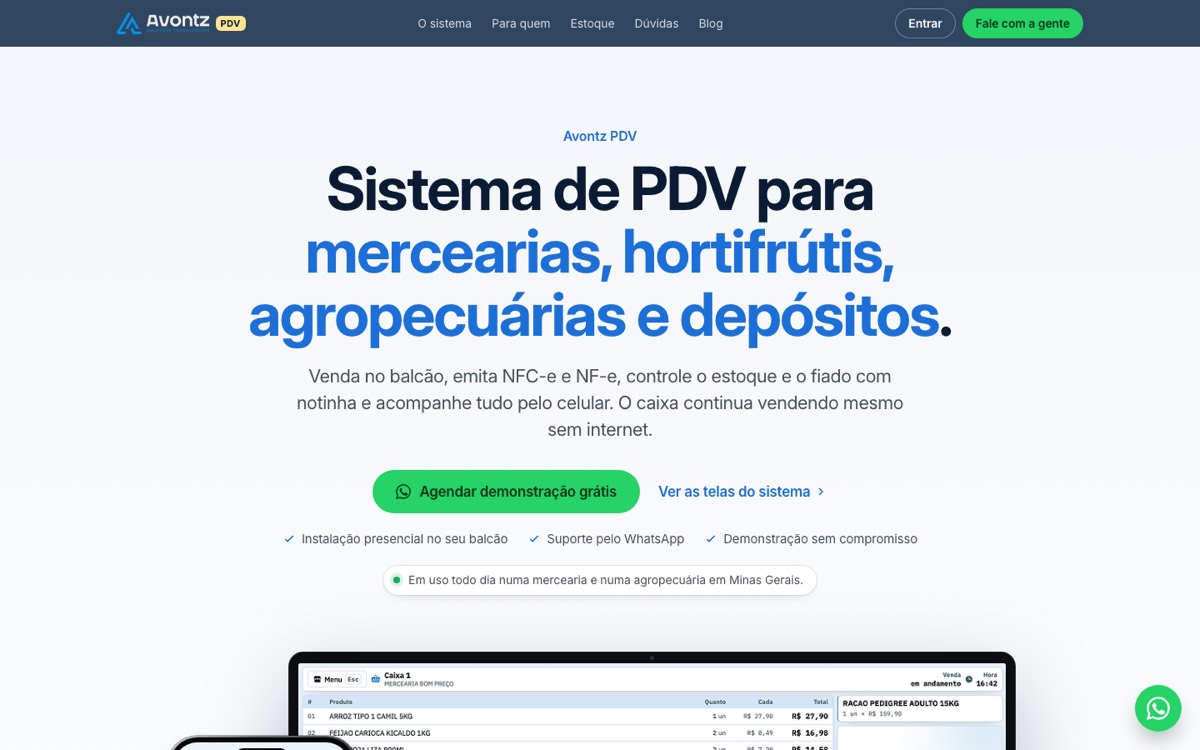 Avontz PDV
O sistema
Para quem
Estoque
Dúvidas
Blog
Entrar
Fale com a gente
Avontz PDV
Sistema de PDV para
mercearias, hortifrútis,
agropecuárias e depósitos.
Venda no balcão, emita NFC-e e NF-e, controle o estoque e o fiado com
notinha e acompanhe tudo pelo celular. O caixa continua vendendo mesmo
sem internet.
Agendar demonstração grátis
Ver as telas do sistema
Instalação presencial no seu balcão
Suporte pelo WhatsApp
Demonstração sem compromisso
Em uso todo dia numa mercearia e numa agropecuária em Minas Gerais.
Menu Esc
Caixa 1
MERCEARIA BOM PREÇO
Venda
em andamento
Hora
16:42
# Produto Quanto Cada Total
01 ARROZ TIPO 1 CAMIL 5KG 1 un R$ 27,90 R$ 27,90
02 FEIJAO CARIOCA KICALDO 1KG 2 un R$ 8,49 R$ 16,98
RACAO PEDIGREE ADULTO 15KG
1 un × R$ 159,90